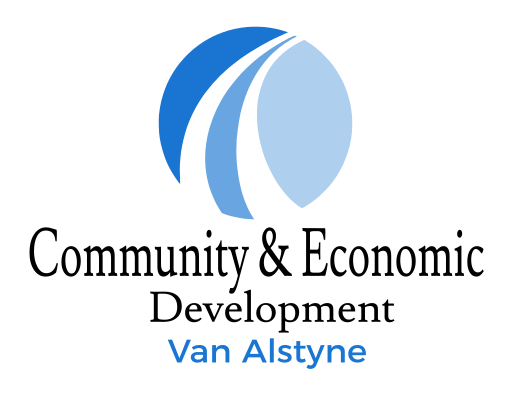 Community & Economic
Development
Van Alstyne